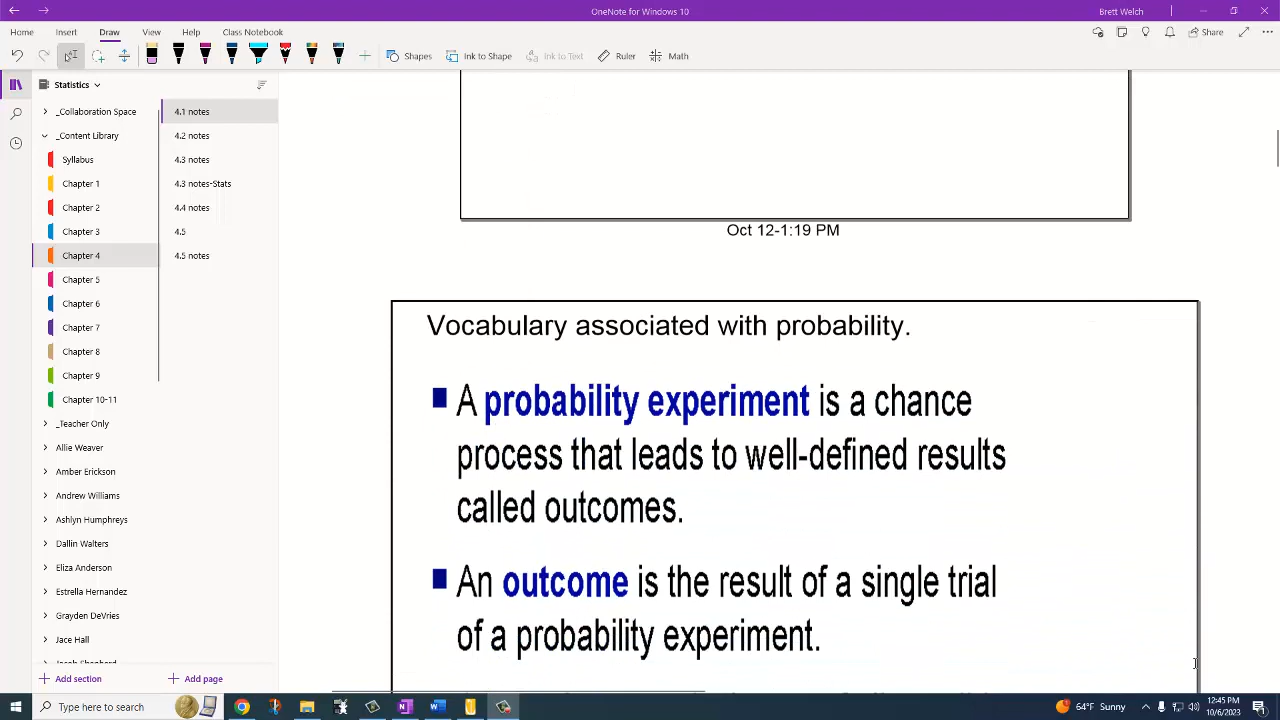 OneNote for Windows 10
Brett Welch
Home
Insert
Draw
View
Help
Class Notebook
Share
Shapes
Ink to Shape
Ink to Text
Ruler
Math
Statistics
_Collaboration Space
_Content Library
Syllabus
Chapter 1
Chapter 2
Chapter 3
Chapter 4
Chapter 5
Chapter 6
Chapter 7
Chapter 8
Chapter 9
Chapter 10-11
_Teacher Only
Allie Weaver
Amber Erickson
Andrew Williams
Ashlyn Humphreys
Dallin Walters
Eliza Anderson
Estrella Hernandez
Grayden DeVries
Jace Hall
Add section
4.1 notes
4.2 notes
4.3 notes
4.3 notes-Stats
4.4 notes
4.5
4.5 notes
Add page
Oct 12-1:19 PM
Vocabulary associated with probability.
A probability experiment is a chance
process that leads to well-defined results
called outcomes.
An outcome is the result of a single trial
of a probability experiment.
Type here to search
64°F Sunny
12:45 PM
10/6/2023